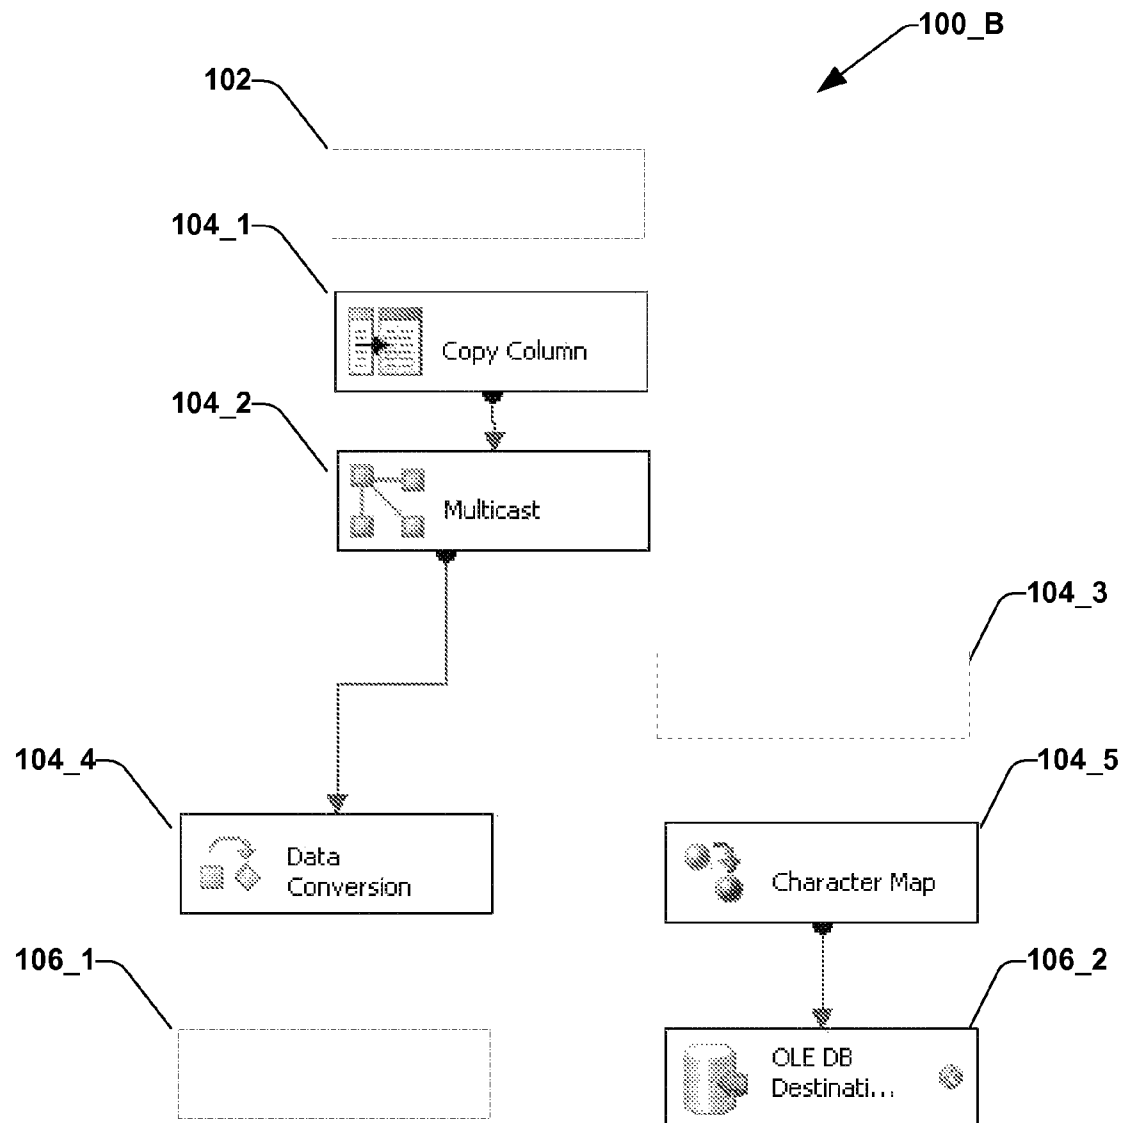 100_B
102
104_1
Copy Column
104_2
Multicast
104_3
104_4
104_5
Data
Conversion
Character Map
106_1
106_2
OLE DB
Destinati...